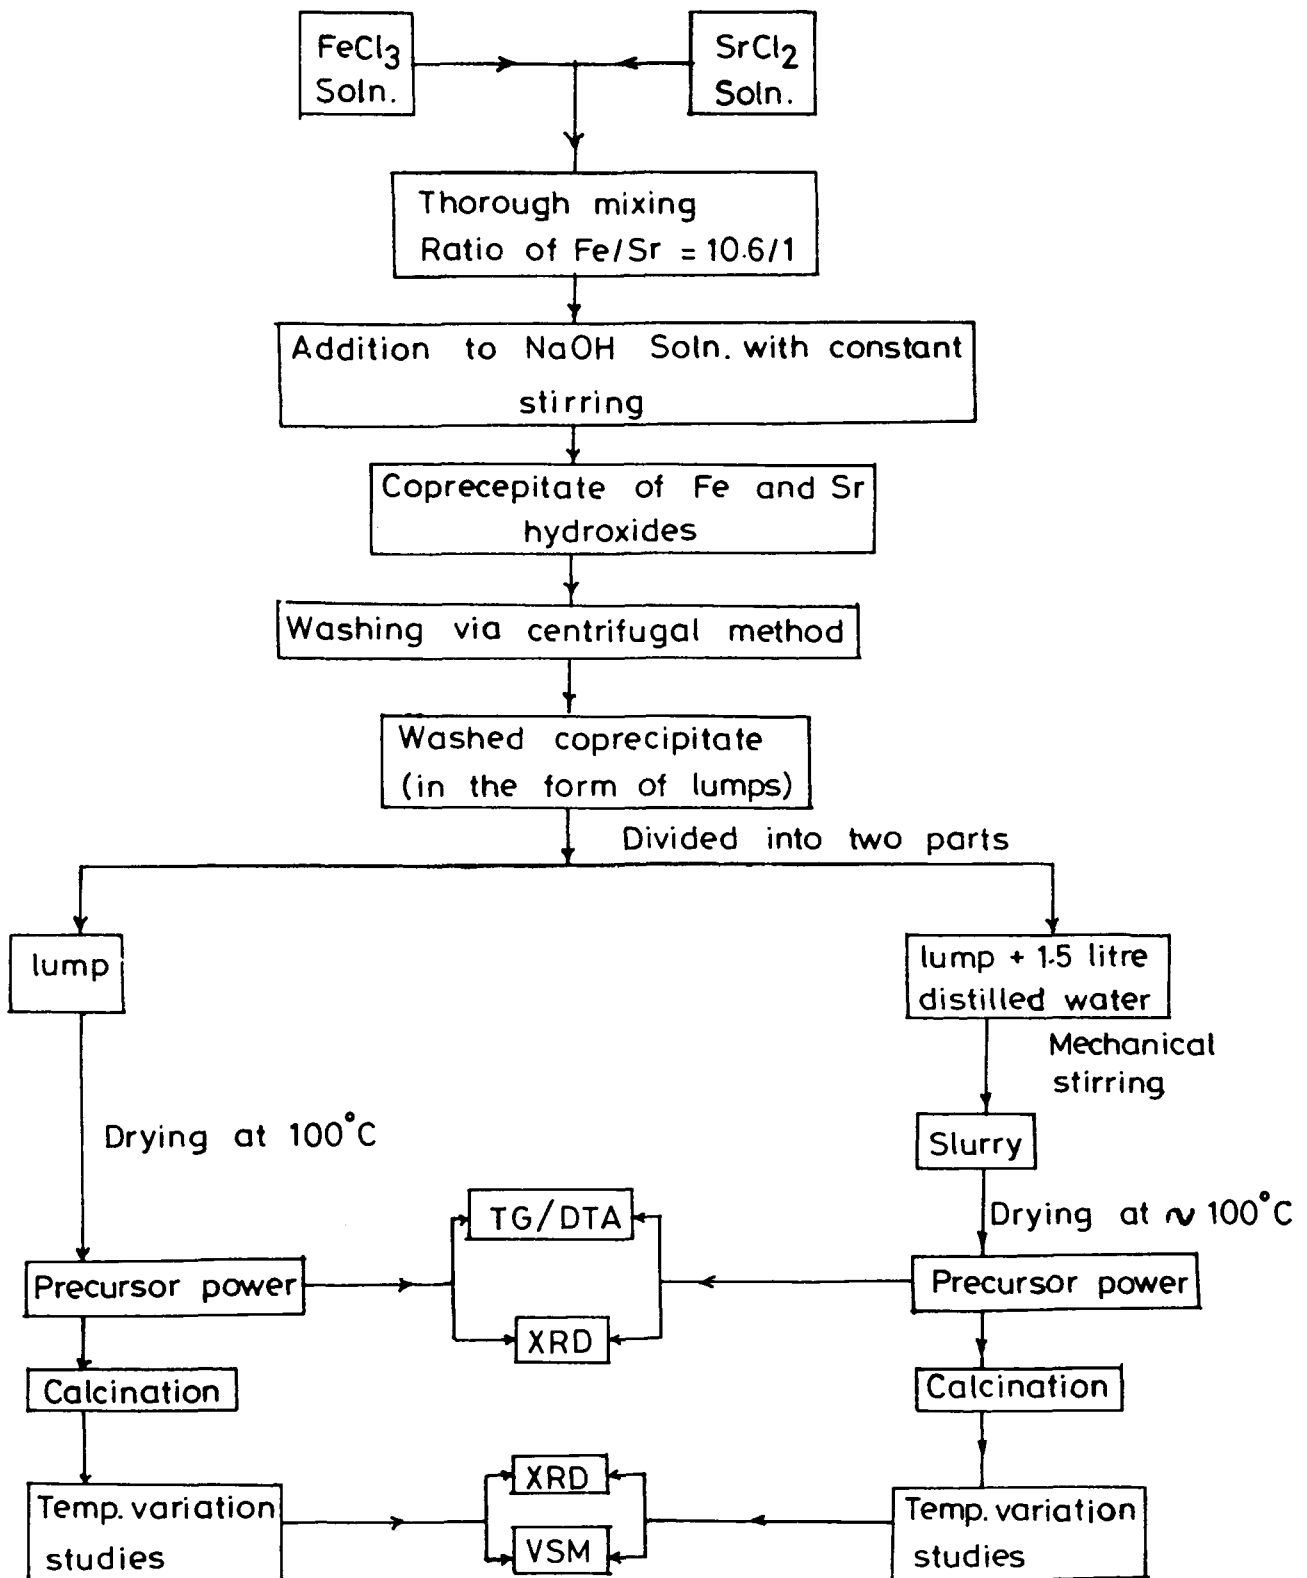 FeCl3
Soln.
SrCl2
Soln.
Thorough mixing
Ratio of Fe/Sr = 10.6/1
Addition to NaOH Soln. with constant
stirring
Coprecepitate of Fe and Sr
hydroxides
Washing via centrifugal method
Washed coprecipitate
(in the form of lumps)
Divided into two parts
lump
lump + 1.5 litre
distilled water
Mechanical
stirring
Drying at 100°C
Slurry
TG/DTA
Drying at ~ 100°C
Precursor power
Precursor power
XRD
Calcination
Calcination
XRD
Temp. variation
studies
VSM
Temp. variation
studies